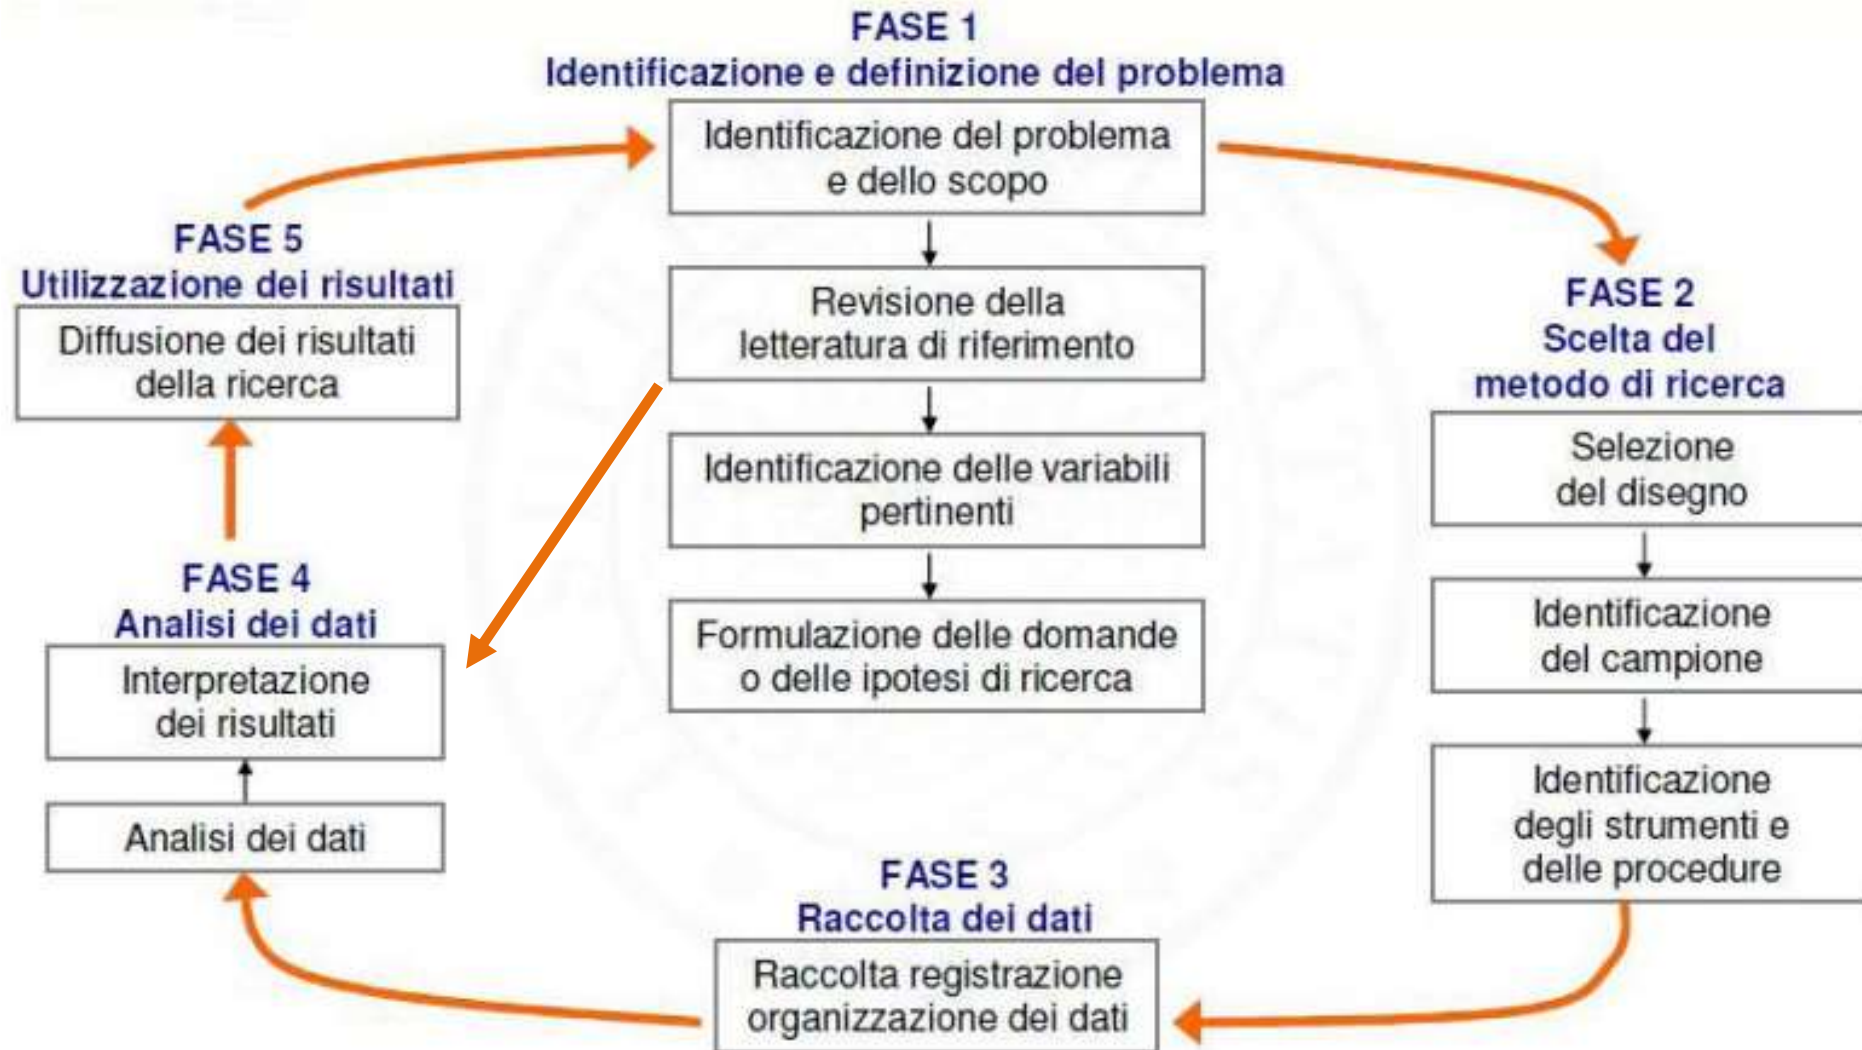 FASE 1
Identificazione e definizione del problema
Identificazione del problema
e dello scopo
Revisione della
letteratura di riferimento
Identificazione delle variabili
pertinenti
Formulazione delle domande
o delle ipotesi di ricerca
FASE 2
Scelta del
metodo di ricerca
Selezione
del disegno
Identificazione
del campione
Identificazione
degli strumenti e
delle procedure
FASE 3
Raccolta dei dati
Raccolta registrazione
organizzazione dei dati
FASE 4
Analisi dei dati
Interpretazione
dei risultati
Analisi dei dati
FASE 5
Utilizzazione dei risultati
Diffusione dei risultati
della ricerca